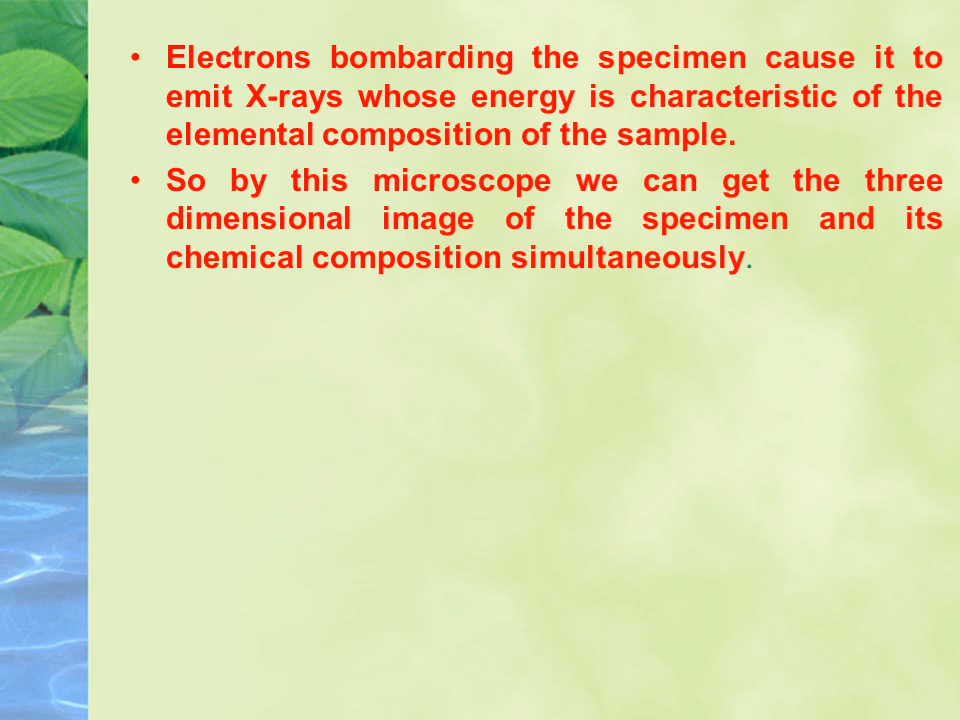 • Electrons bombarding the specimen cause it to
emit X-rays whose energy is characteristic of the
elemental composition of the sample.
• So by this microscope we can get the three
dimensional image of the specimen and its
chemical composition simultaneously.